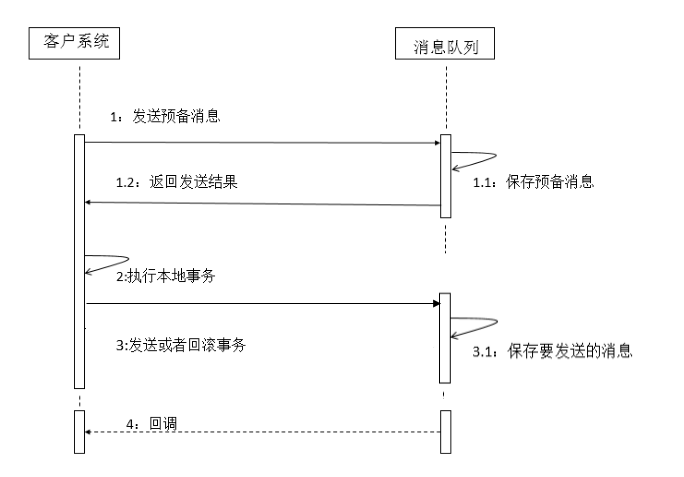 客户系统
消息队列
1：发送预备消息
1.2：返回发送结果
1.1：保存预备消息
2:执行本地事务
3:发送或者回滚事务
3.1：保存要发送的消息
4：回调